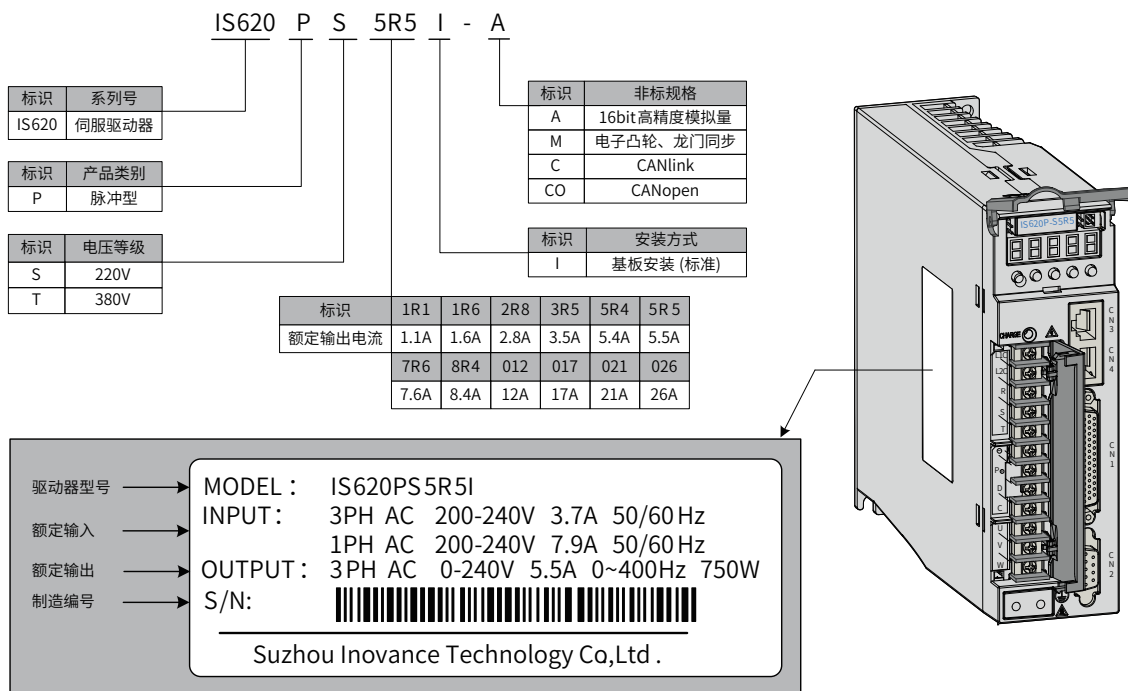 IS620 P S 5R5 I - A
标识 系列号
IS620 伺服驱动器
标识 产品类别
P 脉冲型
标识 电压等级
S 220V
T 380V
标识 非标规格
A 16bit高精度模拟量
M 电子凸轮、龙门同步
C CANlink
CO CANopen
标识 安装方式
I 基板安装 (标准)
标识 1R1 1R6 2R8 3R5 5R4 5R5
额定输出电流 1.1A 1.6A 2.8A 3.5A 5.4A 5.5A
7R6 8R4 012 017 021 026
7.6A 8.4A 12A 17A 21A 26A
驱动器型号
额定输入
额定输出
制造编号
MODEL： IS620PS5R5I
INPUT： 3PH AC 200-240V 3.7A 50/60Hz
1PH AC 200-240V 7.9A 50/60Hz
OUTPUT： 3PH AC 0-240V 5.5A 0~400Hz 750W
S/N:
Suzhou Inovance Technology Co,Ltd .
IS620P-S5R5
CHARGE
L1C
L2C
R
S
T
P⊕
D
C
U
V
W
CN3
CN4
CN1
CN2